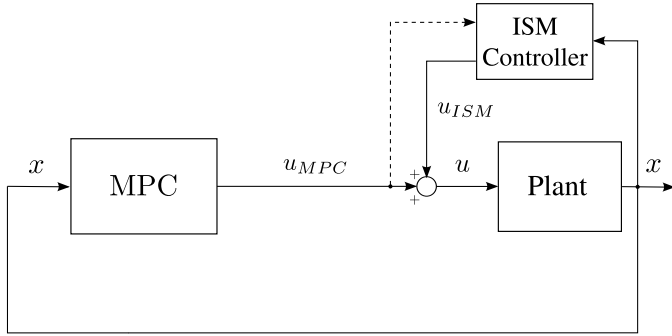 ISM
Controller
u_{ISM}
x
MPC
u_{MPC}
+
+
u
Plant
x